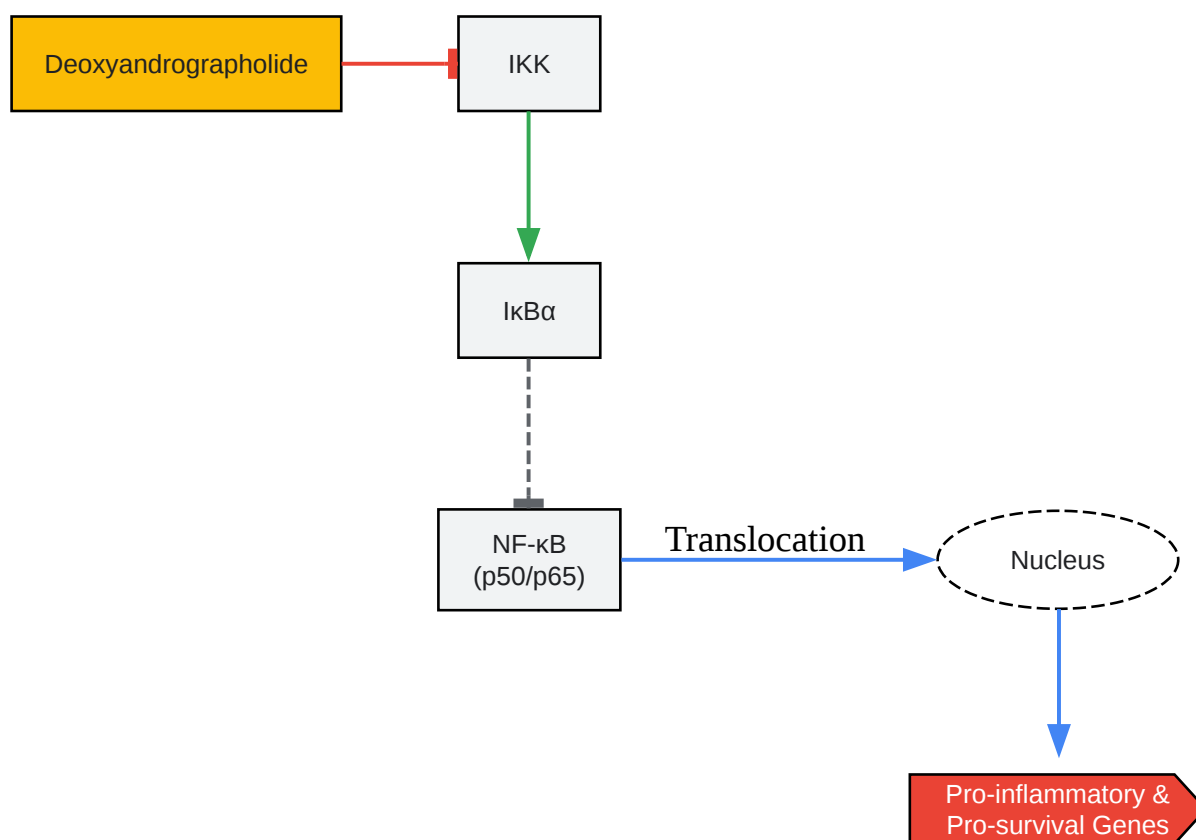 Deoxyandrographolide
IKK
IκBα
NF-κB
(p50/p65)
Translocation
Nucleus
Pro-inflammatory &
Pro-survival Genes